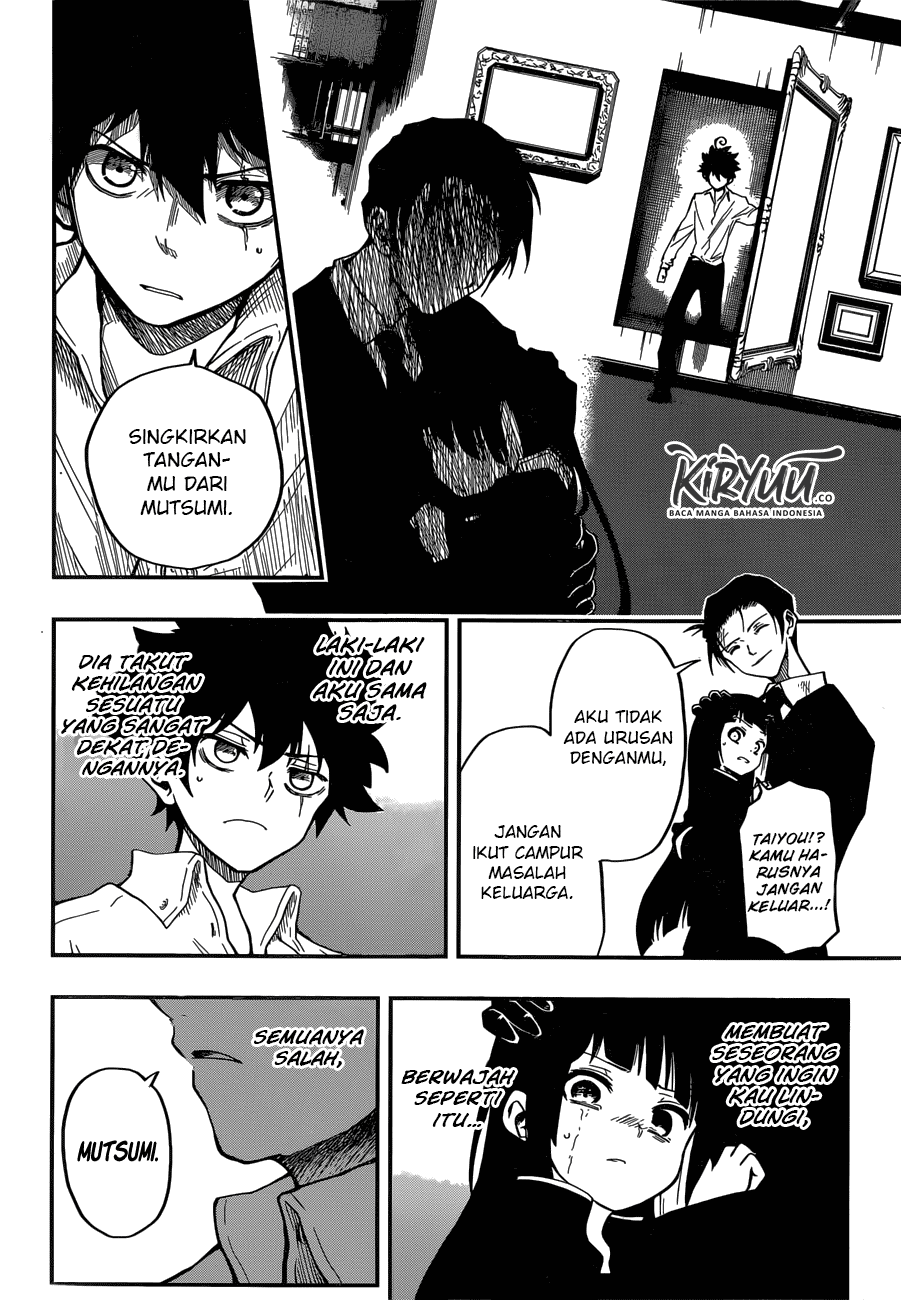 SINGKIRKAN
TANGAN-
MU DARI
MUTSUMI.
KIRYUU.CO
BACA MANGA BAHASA INDONESIA
AKU TIDAK
ADA URUSAN
DENGANMU,
JANGAN
IKUT CAMPUR
MASALAH
KELUARGA.
TAIYOU!?
KAMU HA-
RUSNYA
JANGAN
KELUAR...!
LAKI-LAKI
INI DAN
AKU SAMA
SAJA.
DIA TAKUT
KEHILANGAN
SESUATU
YANG SANGAT
DEKAT DE-
NGANNYA.
MEMBUAT
SESEORANG
YANG INGIN
KAU LIN-
DUNGI,
BERWAJAH
SEPERTI
ITU...
SEMUANYA
SALAH,
MUTSUMI.